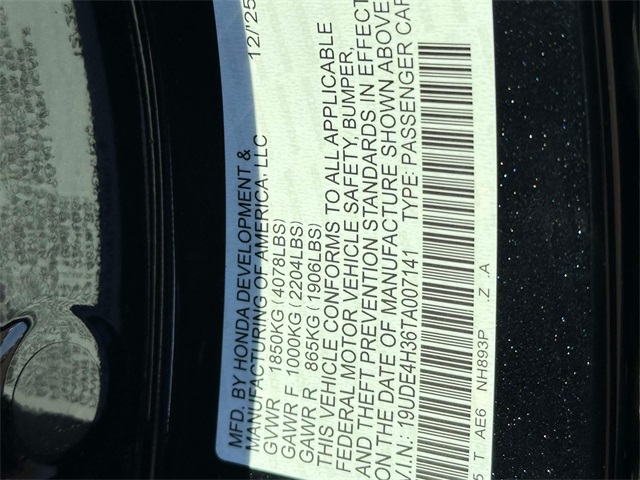 MFD. BY HONDA DEVELOPMENT &
MANUFACTURING OF AMERICA, LLC 12/'25
GVWR 1850KG (4078LBS)
GAWR F 1000KG (2204LBS)
GAWR R 865KG (1906LBS)
THIS VEHICLE CONFORMS TO ALL APPLICABLE
FEDERAL MOTOR VEHICLE SAFETY, BUMPER,
AND THEFT PREVENTION STANDARDS IN EFFECT
ON THE DATE OF MANUFACTURE SHOWN ABOVE
V.I.N.: 19UDE4H36TA007141 TYPE: PASSENGER CAR
T AE6 NH893P .Z .A